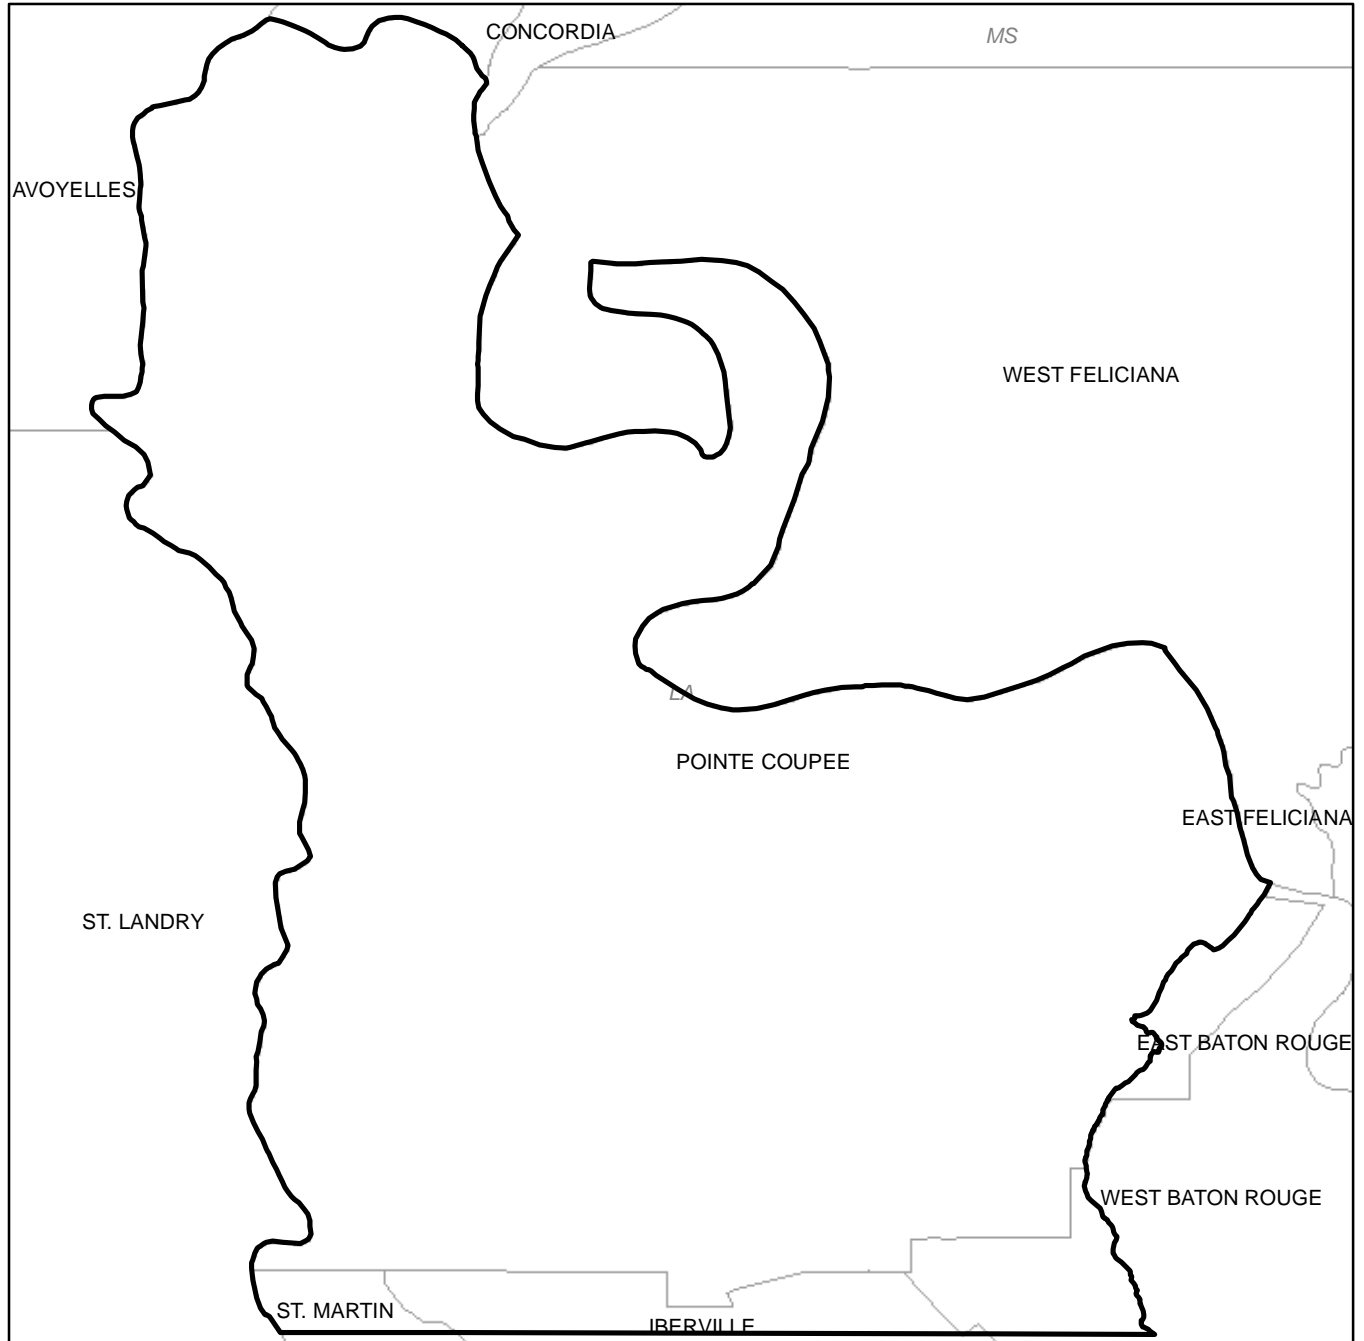 CONCORDIA
MS
AVOYELLES
WEST FELICIANA
LA
POINTE COUPEE
EAST FELICIANA
ST. LANDRY
EAST BATON ROUGE
WEST BATON ROUGE
ST. MARTIN
IBERVILLE